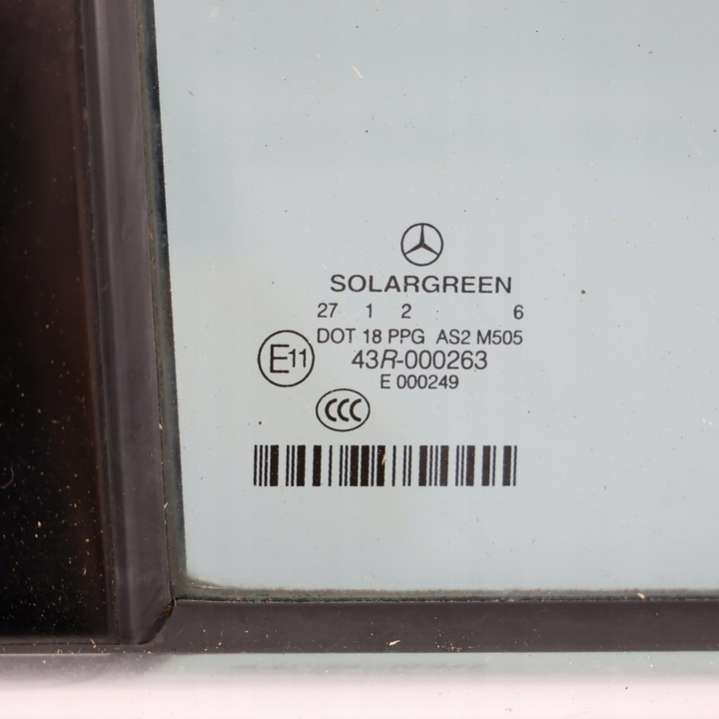 SOLARGREEN
27 1 2 . 6
DOT 18 PPG AS2 M505
E11
43R-000263
E 000249
CCC